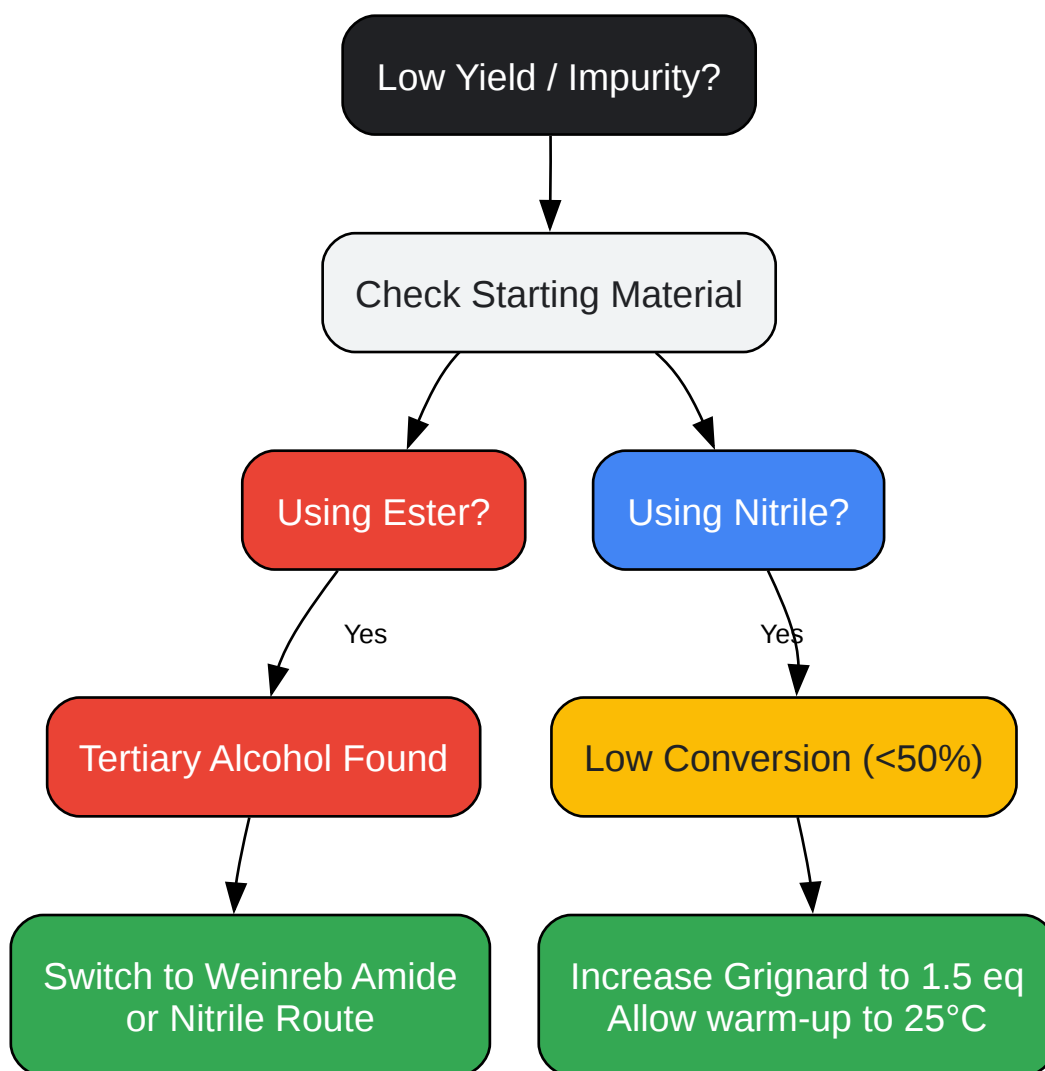 Low Yield / Impurity?
Check Starting Material
Using Ester?
Using Nitrile?
Yes
Yes
Tertiary Alcohol Found
Low Conversion (<50%)
Switch to Weinreb Amide
or Nitrile Route
Increase Grignard to 1.5 eq
Allow warm-up to 25°C